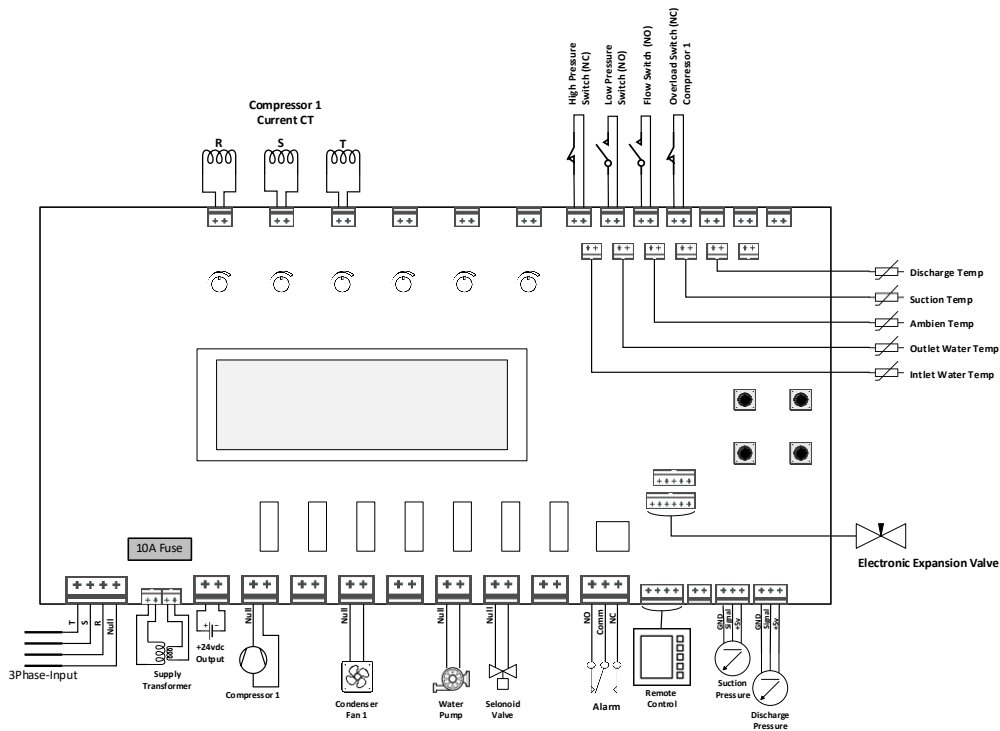 High Pressure
Switch (NC)
Low Pressure
Switch (NO)
Flow Switch (NO)
Overload Switch (NC)
Compressor 1
Compressor 1
Current CT
R
S
T
Discharge Temp
Suction Temp
Ambien Temp
Outlet Water Temp
Intlet Water Temp
Electronic Expansion Valve
10A Fuse
T
S
R
Null
3Phase-Input
Supply
Transformer
+24vdc
Output
Null
Compressor 1
Null
Condenser
Fan 1
Null
Water
Pump
Null
Selonoid
Valve
NO
Comm
NC
Alarm
Remote
Control
GND
Signal
+5v
Suction
Pressure
GND
Signal
+5v
Discharge
Pressure